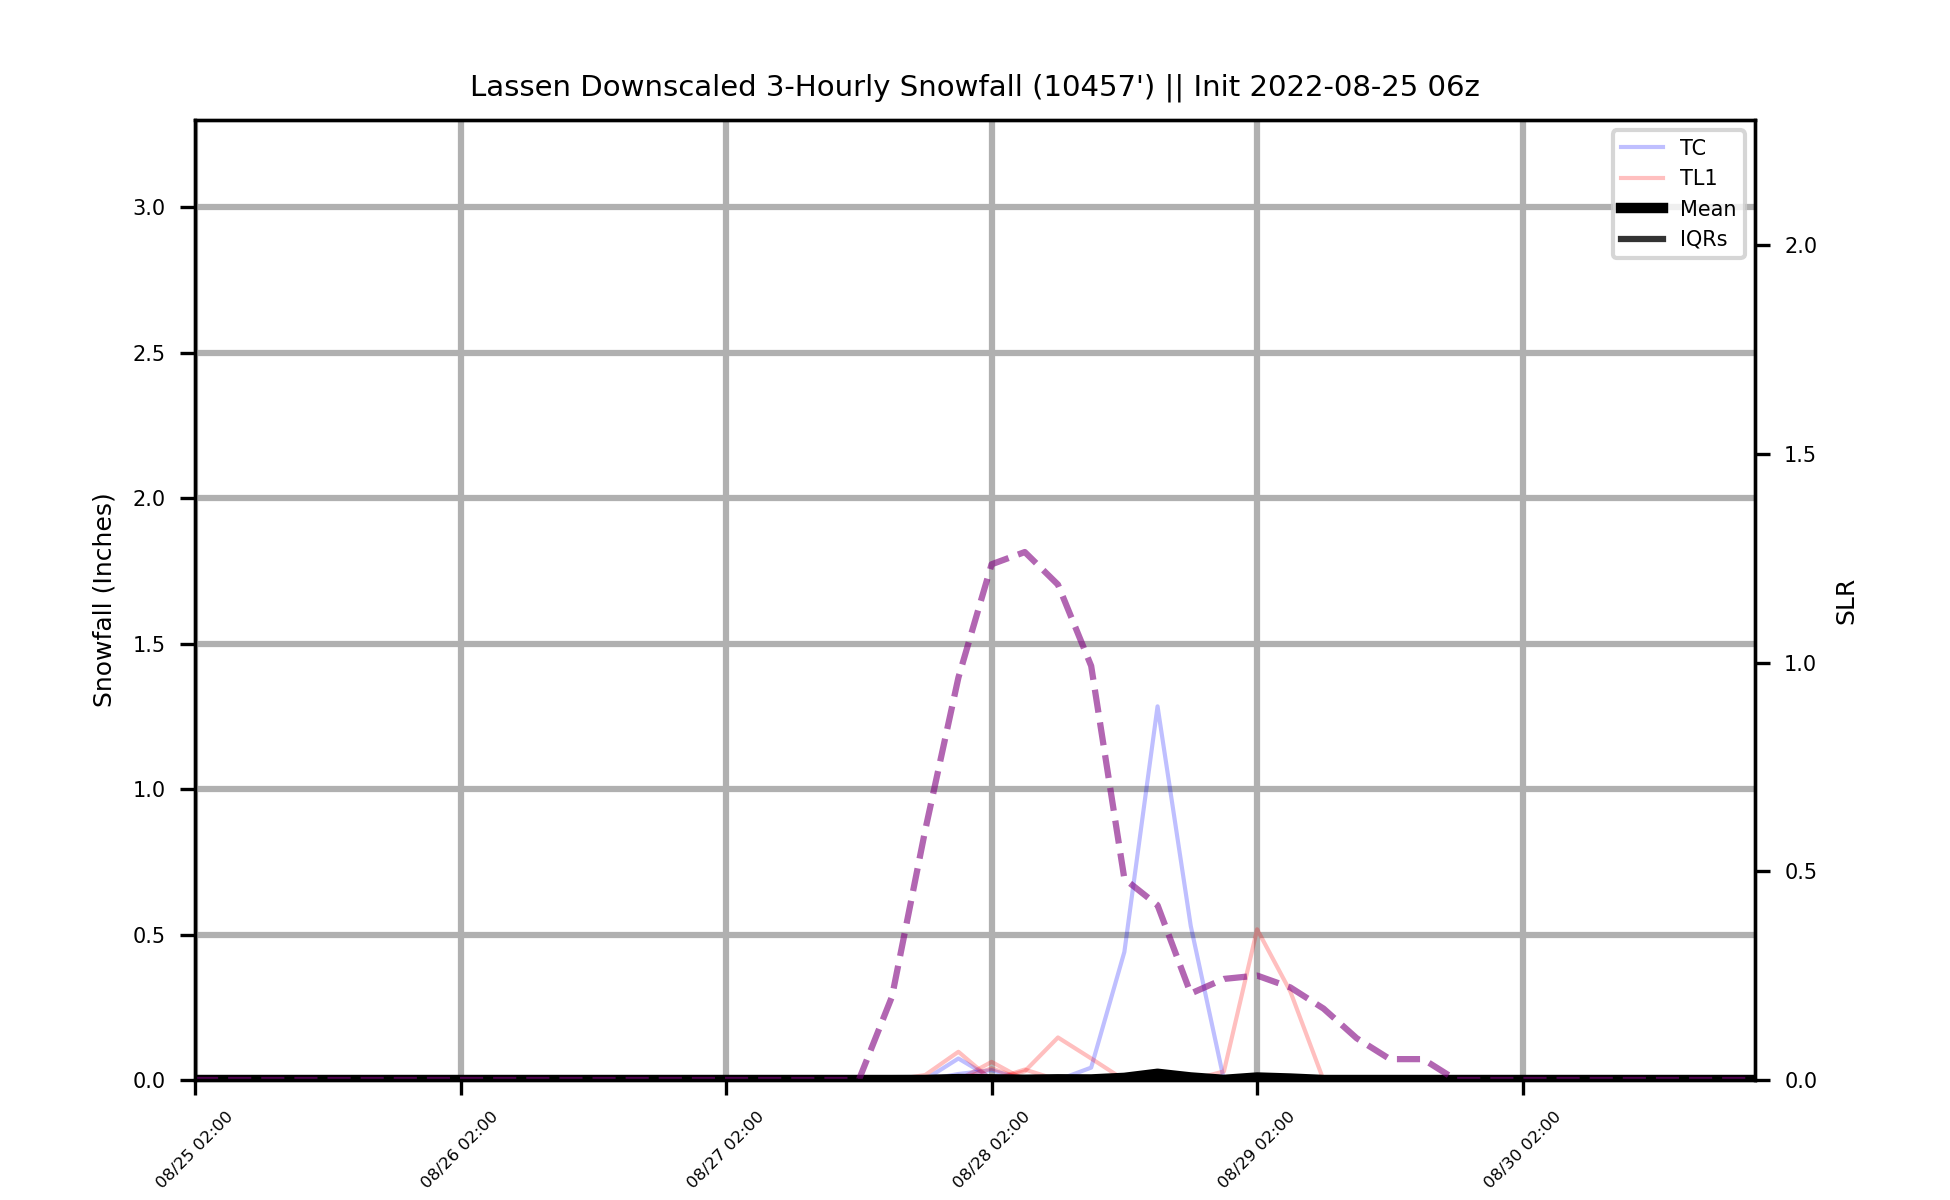 Lassen Downscaled 3-Hourly Snowfall (10457') || Init 2022-08-25 06z
TC
TL1
Mean
IQRs
Snowfall (Inches)
3.0
2.5
2.0
1.5
1.0
0.5
0.0
2.0
1.5
1.0
0.5
0.0
SLR
08/25 02:00
08/26 02:00
08/27 02:00
08/28 02:00
08/29 02:00
08/30 02:00